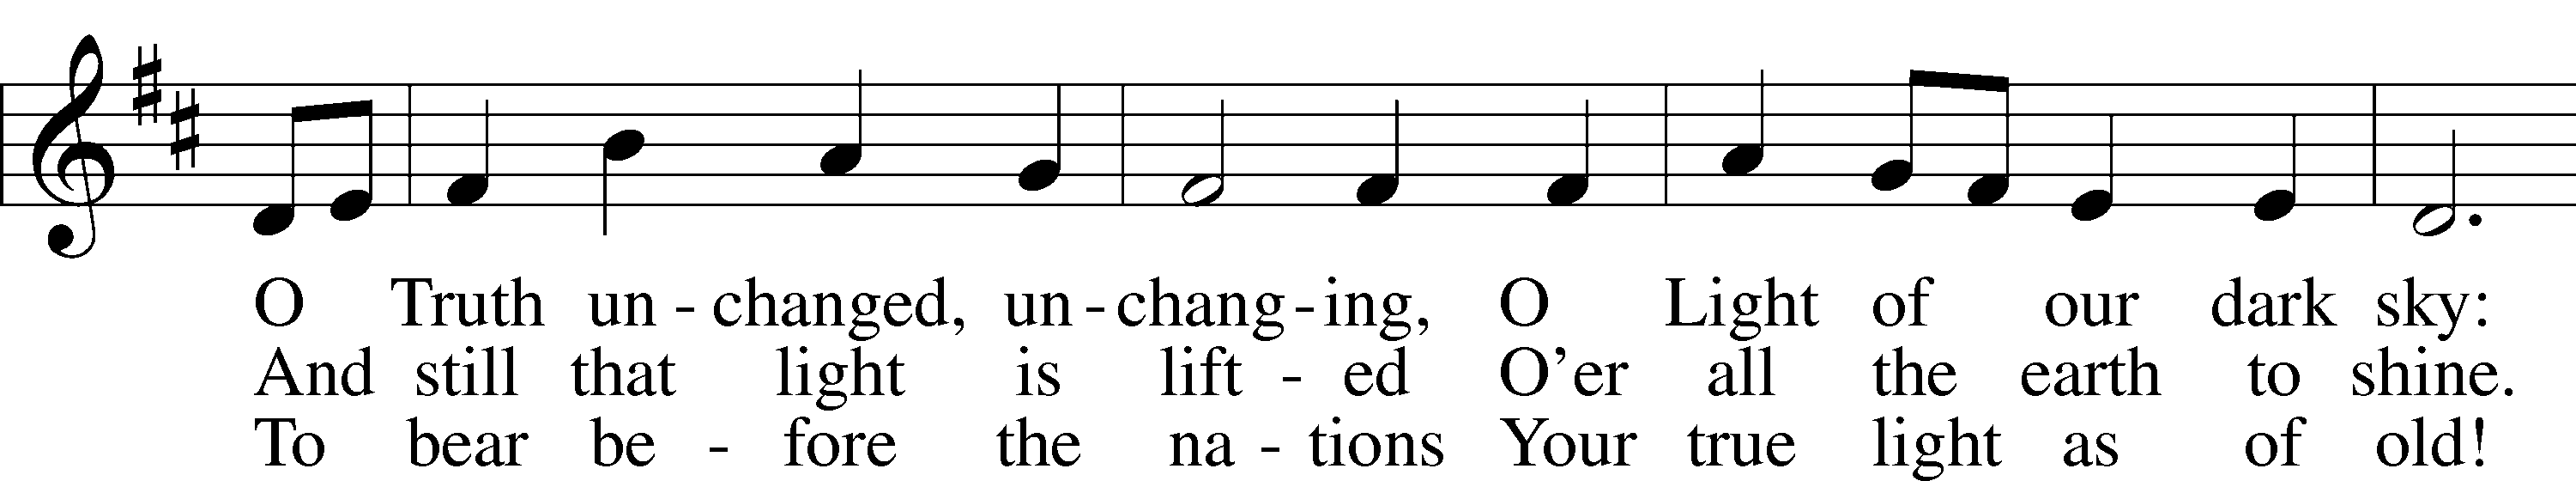 O Truth un - changed, un - chang - ing, O Light of our dark sky:
And still that light is lift - ed O'er all the earth to shine.
To bear be - fore the na - tions Your true light as of old!